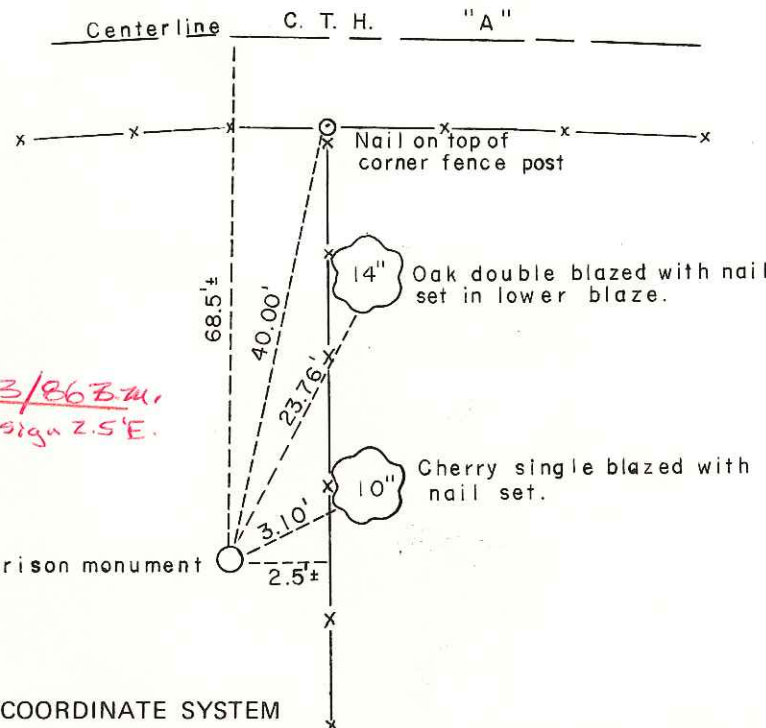 Centerline C. T. H. "A"
Nail on top of
corner fence post
14" Oak double blazed with nail
set in lower blaze.
68.5'±
40.00'
23.76'
3/86
sign 2.5'E.
10" Cherry single blazed with
nail set.
3.10'
rison monument
2.5'±
COORDINATE SYSTEM